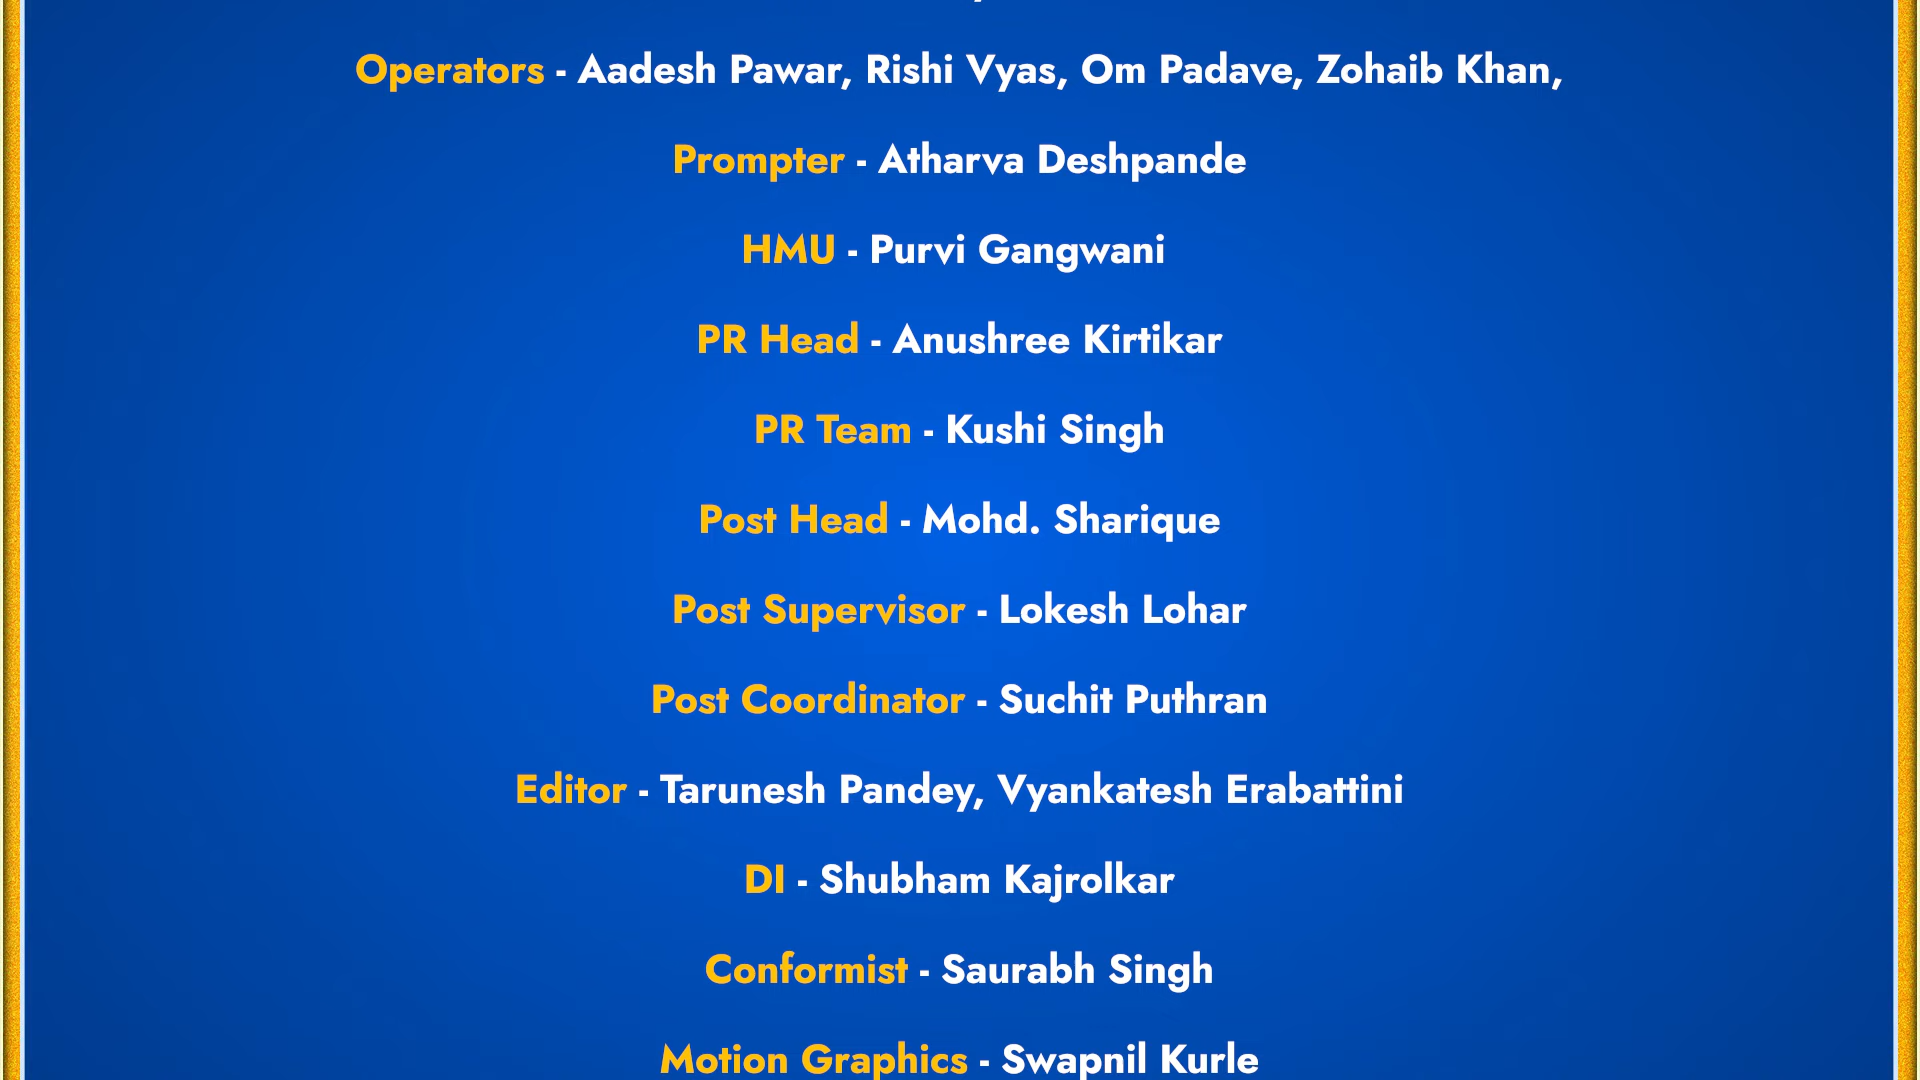 Operators - Aadesh Pawar, Rishi Vyas, Om Padave, Zohaib Khan,
Prompter - Atharva Deshpande
HMU - Purvi Gangwani
PR Head - Anushree Kirtikar
PR Team - Kushi Singh
Post Head - Mohd. Sharique
Post Supervisor - Lokesh Lohar
Post Coordinator - Suchit Puthran
Editor - Tarunesh Pandey, Vyankatesh Erabattini
DI - Shubham Kajrolkar
Conformist - Saurabh Singh
Motion Graphics - Swapnil Kurle